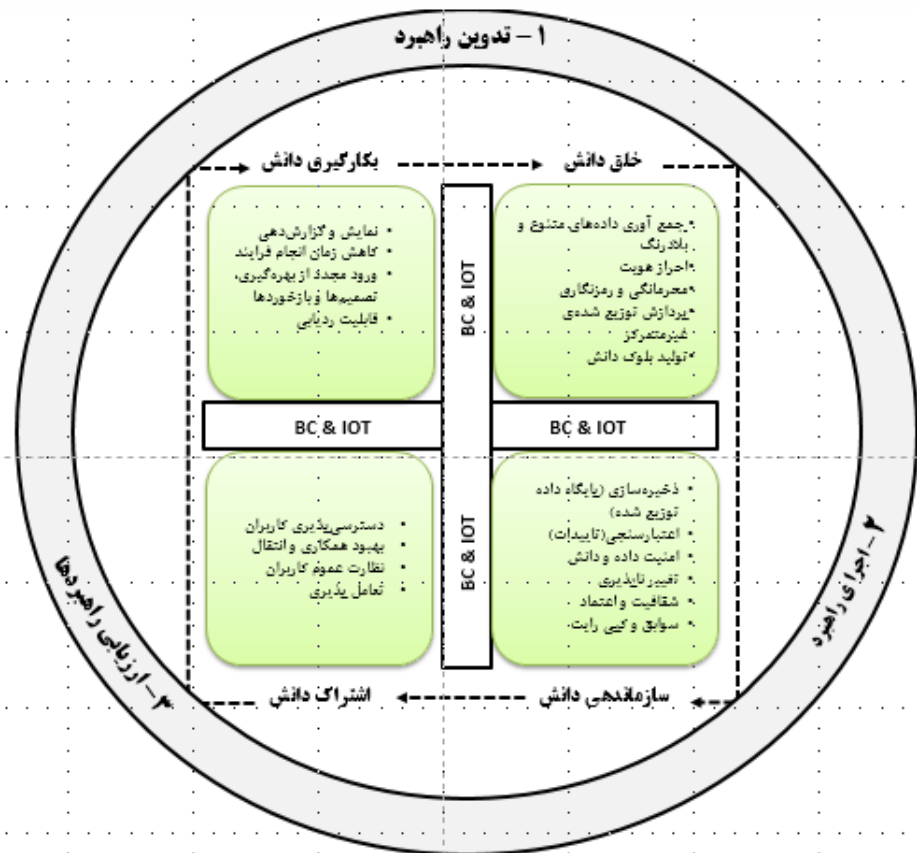 ۱ – تدوین راهبرد
خلق دانش
بکارگیری دانش
•جمع آوری داده‌های متنوع و
بلادرنگ
•احراز هویت
•محرمانگی و رمزنگاری
•پردازش توزیع شده‌ی
غیرمتمرکز
•تولید بلوک دانش
BC & IOT
• نمایش و گزارش‌دهی
• کاهش زمان انجام فرایند
• ورود مجدد از بهره‌گیری،
تصمیم‌ها و بازخوردها
• قابلیت ردیابی
BC & IOT
BC & IOT
• ذخیره‌سازی (پایگاه داده
توزیع شده)
• اعتبارسنجی(تاییدات)
• امنیت داده و دانش
• تغییر ناپذیری
• شفافیت و اعتماد
• سوابق و کپی رایت
BC & IOT
• دسترسی‌پذیری کاربران
• بهبود همکاری و انتقال
• نظارت عموم کاربران
• تعامل پذیری
سازماندهی دانش
اشتراک دانش
۲-اجرای راهبرد
۳- ارزیابی راهبردها